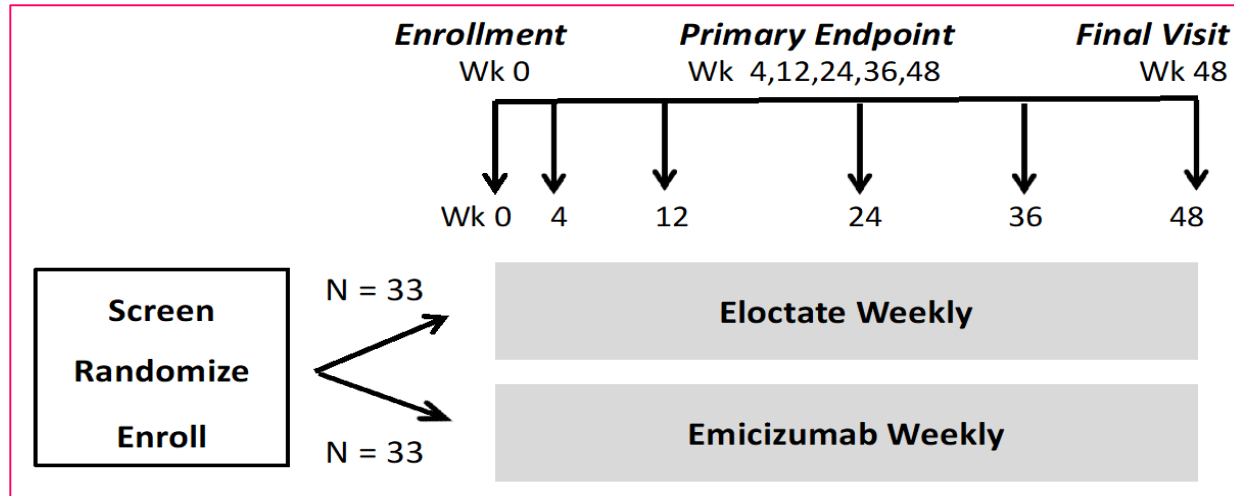 Enrollment Primary Endpoint Final Visit
Wk 0 Wk 4,12,24,36,48 Wk 48
Wk 0 4 12 24 36 48
N = 33
Screen
Randomize
Enroll
N = 33
Eloctate Weekly
Emicizumab Weekly